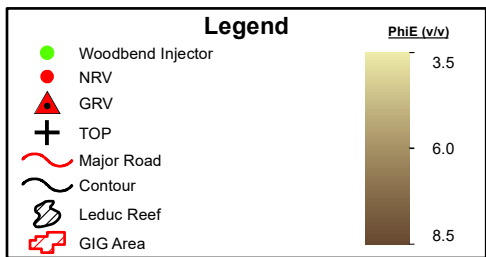 Legend
PhiE (v/v)
Woodbend Injector
NRV
GRV
TOP
Major Road
Contour
Leduc Reef
GIG Area
3.5
6.0
8.5